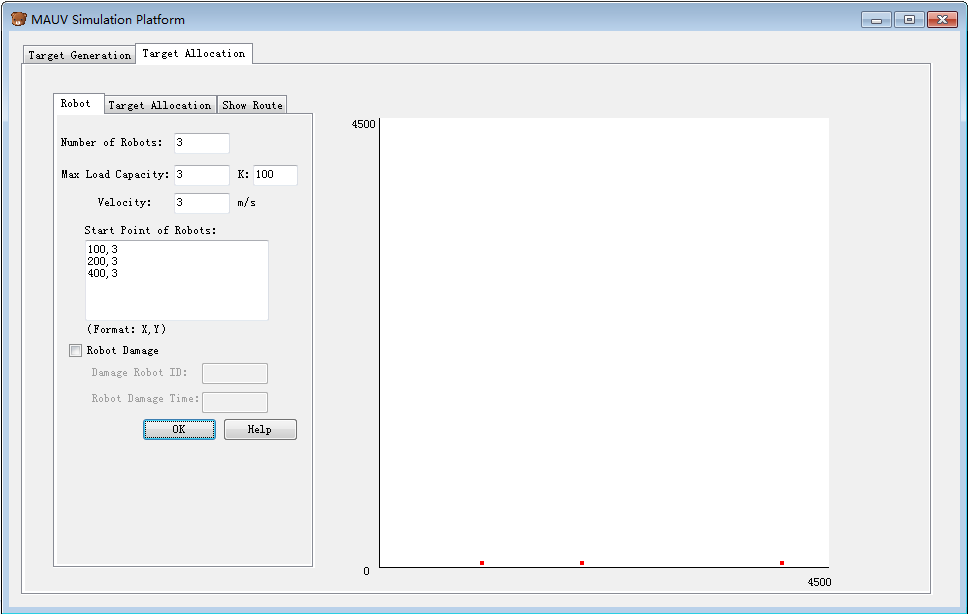 MAUV Simulation Platform
Target Generation
Target Allocation
Robot
Target Allocation
Show Route
Number of Robots: 3
Max Load Capacity: 3 K: 100
Velocity: 3 m/s
Start Point of Robots:
100,3
200,3
400,3
(Format: X,Y)
Robot Damage
Damage Robot ID:
Robot Damage Time:
OK
Help
4500
0
4500